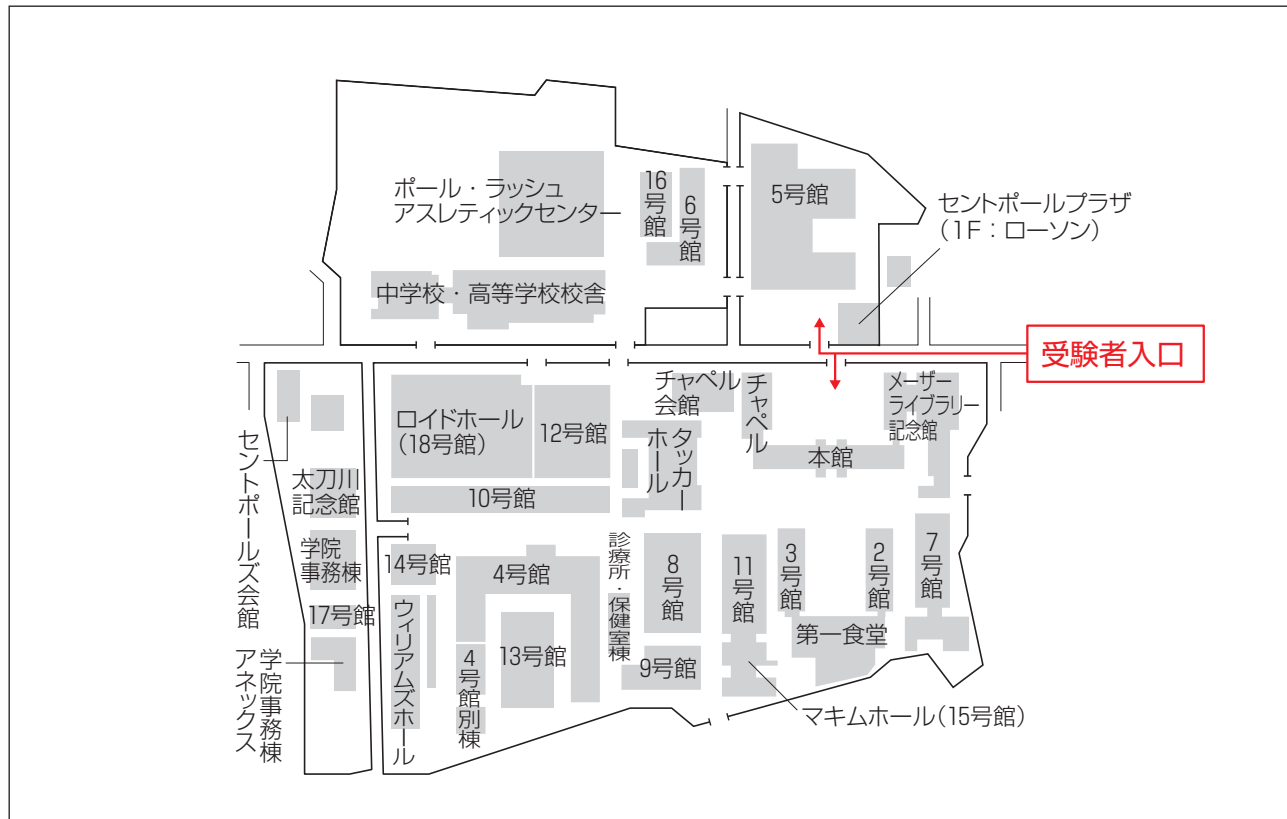 ポール・ラッシュ
アスレティックセンター
16号館
6号館
5号館
セントポールプラザ
(1F：ローソン)
中学校・高等学校校舎
受験者入口
チャペル
会館
チャペル
メーザー
ライブラリー
記念館
ロイドホール
(18号館)
12号館
タッカー
ホール
本館
セントポールズ会館
太刀川
記念館
10号館
学院
事務棟
14号館
4号館
診療所・保健室棟
8号館
11号館
3号館
2号館
7号館
17号館
ウィリアムズホール
13号館
第一食堂
学院事務棟
アネックス
4号館別棟
9号館
マキムホール(15号館)